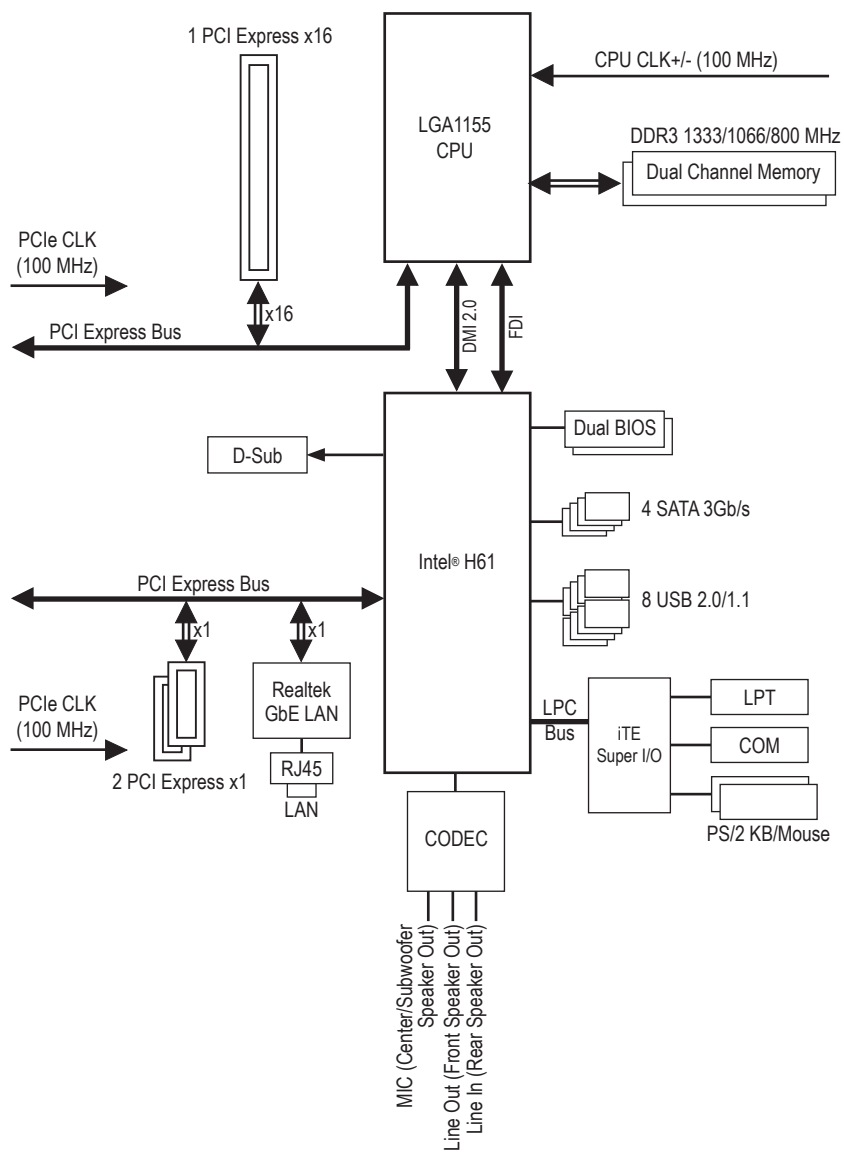 1 PCI Express x16
CPU CLK+/- (100 MHz)
LGA1155
CPU
DDR3 1333/1066/800 MHz
Dual Channel Memory
PCIe CLK
(100 MHz)
x16
PCI Express Bus
DMI 2.0
FDI
Dual BIOS
D-Sub
4 SATA 3Gb/s
Intel® H61
PCI Express Bus
8 USB 2.0/1.1
x1
x1
Realtek
GbE LAN
PCIe CLK
(100 MHz)
LPC
Bus
iTE
Super I/O
LPT
COM
RJ45
LAN
2 PCI Express x1
PS/2 KB/Mouse
CODEC
MIC (Center/Subwoofer
Speaker Out)
Line Out (Front Speaker Out)
Line In (Rear Speaker Out)